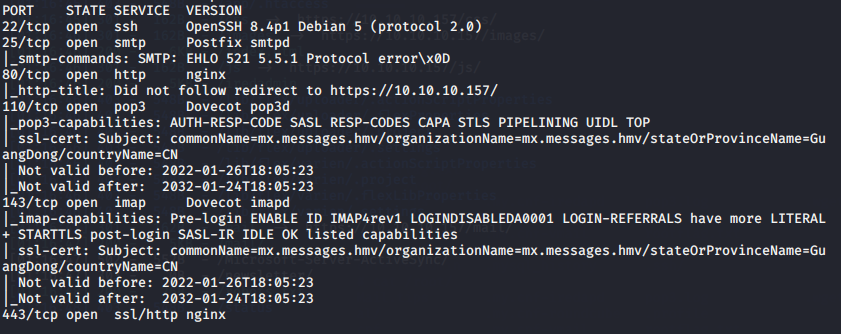 PORT    STATE SERVICE  VERSION
22/tcp  open  ssh      OpenSSH 8.4p1 Debian 5 (protocol 2.0)
25/tcp  open  smtp     Postfix smtpd
|_smtp-commands: SMTP: EHLO 521 5.5.1 Protocol error\x0D
80/tcp  open  http     nginx
|_http-title: Did not follow redirect to https://10.10.10.157/
110/tcp open  pop3     Dovecot pop3d
|_pop3-capabilities: AUTH-RESP-CODE SASL RESP-CODES CAPA STLS PIPELINING UIDL TOP
| ssl-cert: Subject: commonName=mx.messages.hmv/organizationName=mx.messages.hmv/stateOrProvinceName=Gu
angDong/countryName=CN
| Not valid before: 2022-01-26T18:05:23
|_Not valid after:  2032-01-24T18:05:23
143/tcp open  imap     Dovecot imapd
|_imap-capabilities: Pre-login ENABLE ID IMAP4rev1 LOGINDISABLEDA0001 LOGIN-REFERRALS have more LITERAL
+ STARTTLS post-login SASL-IR IDLE OK listed capabilities
| ssl-cert: Subject: commonName=mx.messages.hmv/organizationName=mx.messages.hmv/stateOrProvinceName=Gu
angDong/countryName=CN
| Not valid before: 2022-01-26T18:05:23
|_Not valid after:  2032-01-24T18:05:23
443/tcp open  ssl/http nginx